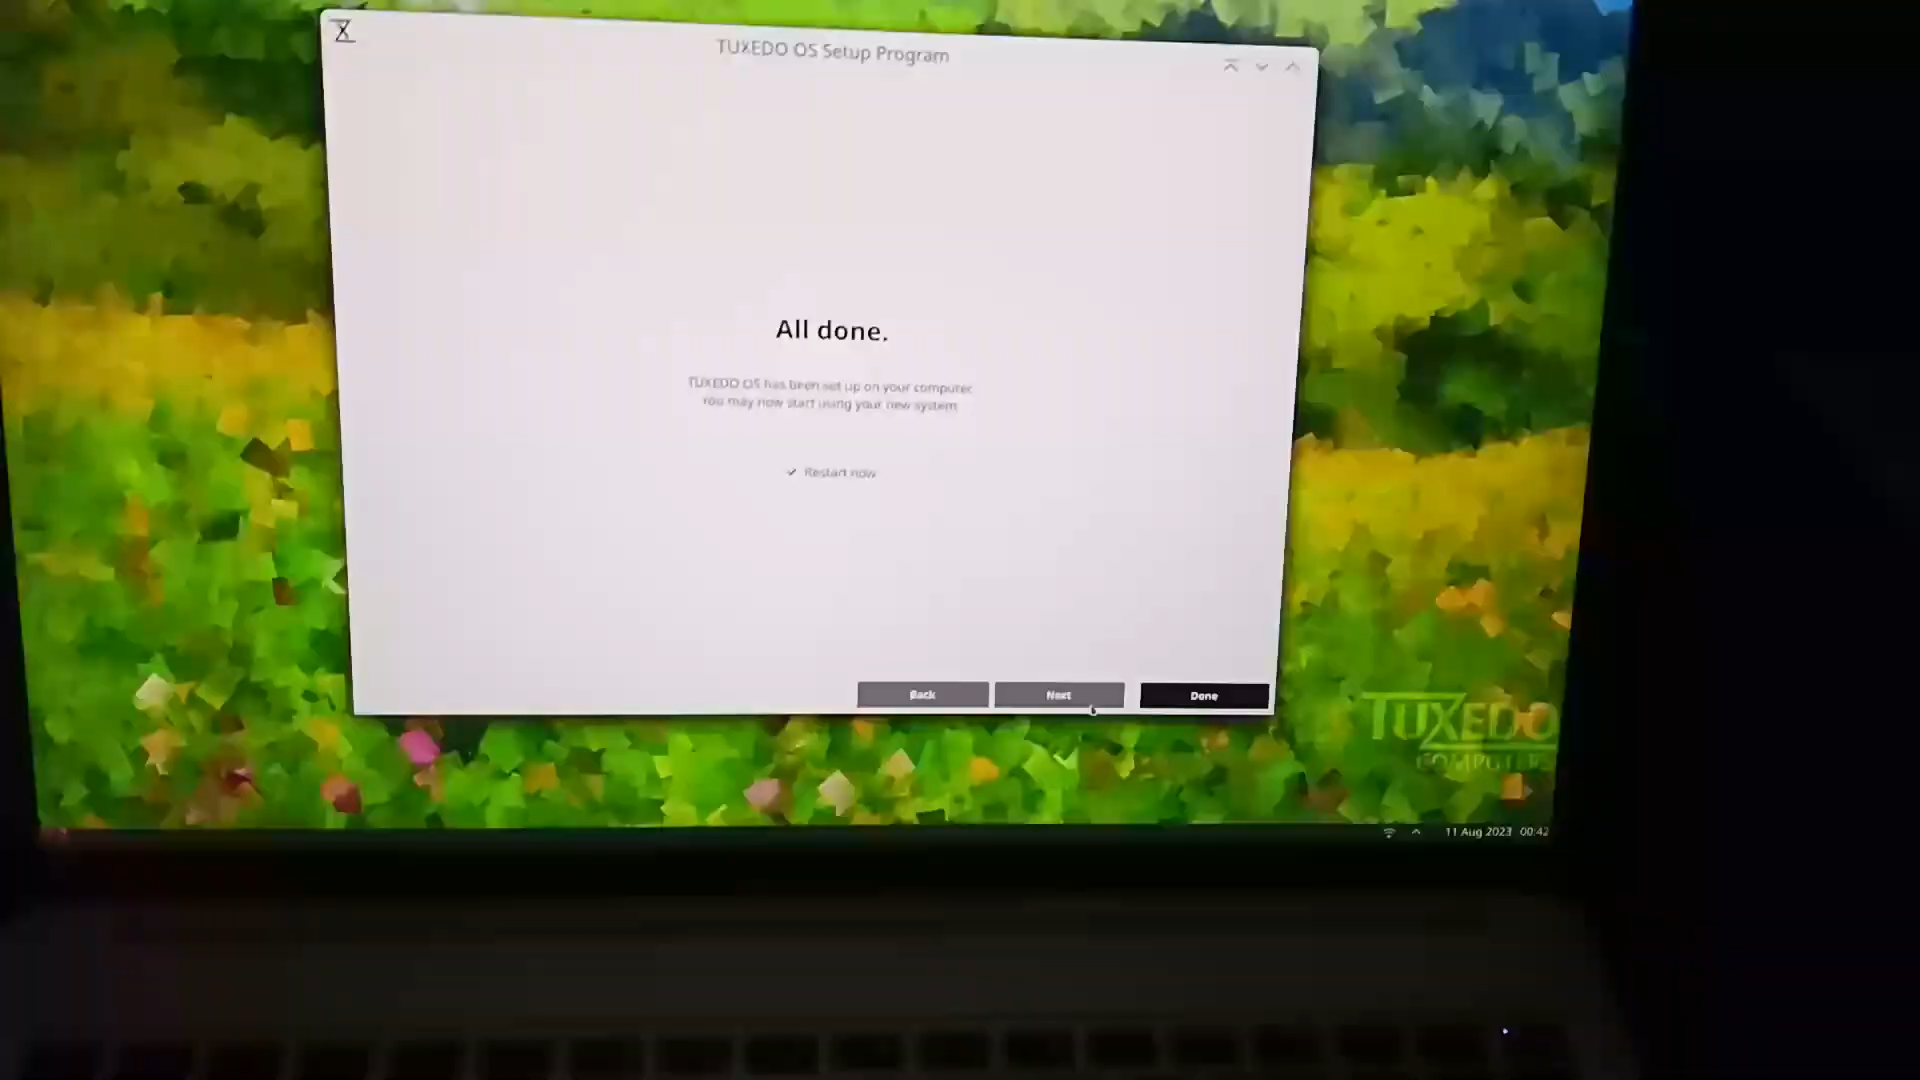 TUXEDO OS Setup Program
All done.
TUXEDO OS has been set up on your computer.
You may now start using your new system.
Restart now
Back Next Done
TUXEDO
COMPUTERS
11 Aug 2023 00:42